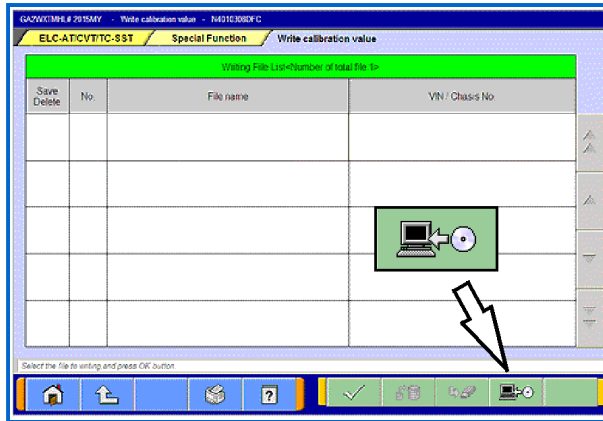 GA2WXTMHL# 2015MY - Write calibration value - N4010308DFC
ELC-AT/CVT/TC-SST Special Function Write calibration value
Writing File List<Number of total file:1>
Save Delete No. File name VIN / Chassis No
Select the file to writing and press OK button.
?